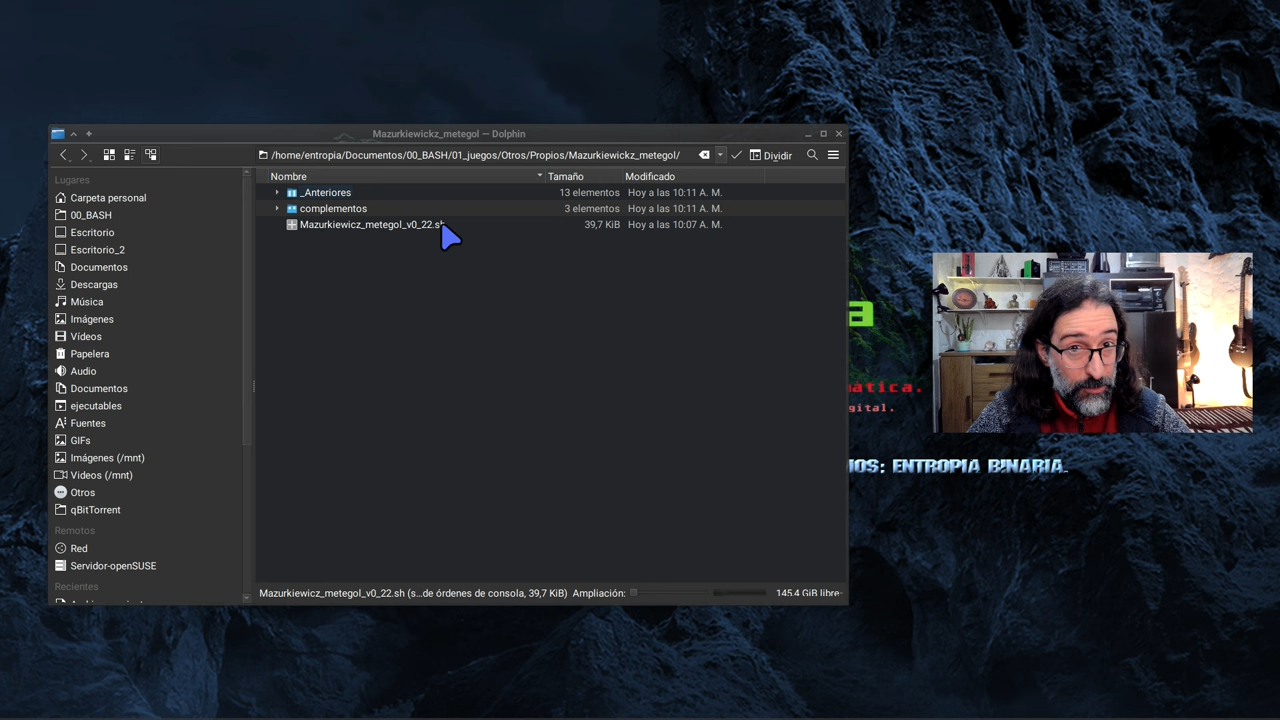 Mazurkiewickz_metegol — Dolphin
/home/entropia/Documentos/00_BASH/01_juegos/Otros/Propios/Mazurkiewickz_metegol/
Dividir
Lugares
Carpeta personal
00_BASH
Escritorio
Escritorio_2
Documentos
Descargas
Música
Imágenes
Vídeos
Papelera
Audio
Documentos
ejecutables
Fuentes
GIFs
Imágenes (/mnt)
Videos (/mnt)
Otros
qBitTorrent
Remotos
Red
Servidor-openSUSE
Recientes
Nombre Tamaño Modificado
_Anteriores 13 elementos Hoy a las 10:11 A. M.
complementos 3 elementos Hoy a las 10:11 A. M.
Mazurkiewicz_metegol_v0_22.sh 39,7 KiB Hoy a las 10:07 A. M.
Mazurkiewicz_metegol_v0_22.sh (s...de órdenes de consola, 39,7 KiB) Ampliación: 145,4 GiB libre
a
mática.
gital.
IOS: ENTROPIA BINARIA.